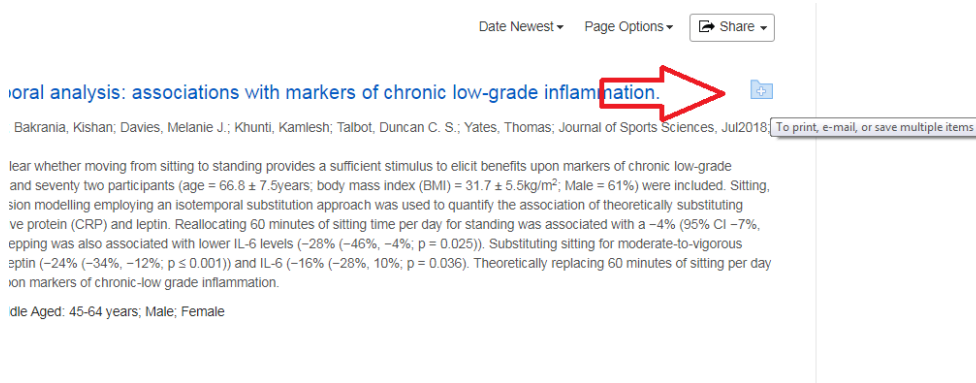 Date Newest Page Options Share
oral analysis: associations with markers of chronic low-grade inflammation.
Bakrania, Kishan; Davies, Melanie J.; Khunti, Kamlesh; Talbot, Duncan C. S.; Yates, Thomas; Journal of Sports Sciences, Jul2018;
To print, e-mail, or save multiple items
lear whether moving from sitting to standing provides a sufficient stimulus to elicit benefits upon markers of chronic low-grade
and seventy two participants (age = 66.8 ± 7.5years; body mass index (BMI) = 31.7 ± 5.5kg/m²; Male = 61%) were included. Sitting,
sion modelling employing an isotemporal substitution approach was used to quantify the association of theoretically substituting
ve protein (CRP) and leptin. Reallocating 60 minutes of sitting time per day for standing was associated with a −4% (95% CI −7%,
epping was also associated with lower IL-6 levels (−28% (−46%, −4%; p = 0.025)). Substituting sitting for moderate-to-vigorous
eptin (−24% (−34%, −12%; p ≤ 0.001)) and IL-6 (−16% (−28%, 10%; p = 0.036). Theoretically replacing 60 minutes of sitting per day
on markers of chronic-low grade inflammation.
dle Aged: 45-64 years; Male; Female